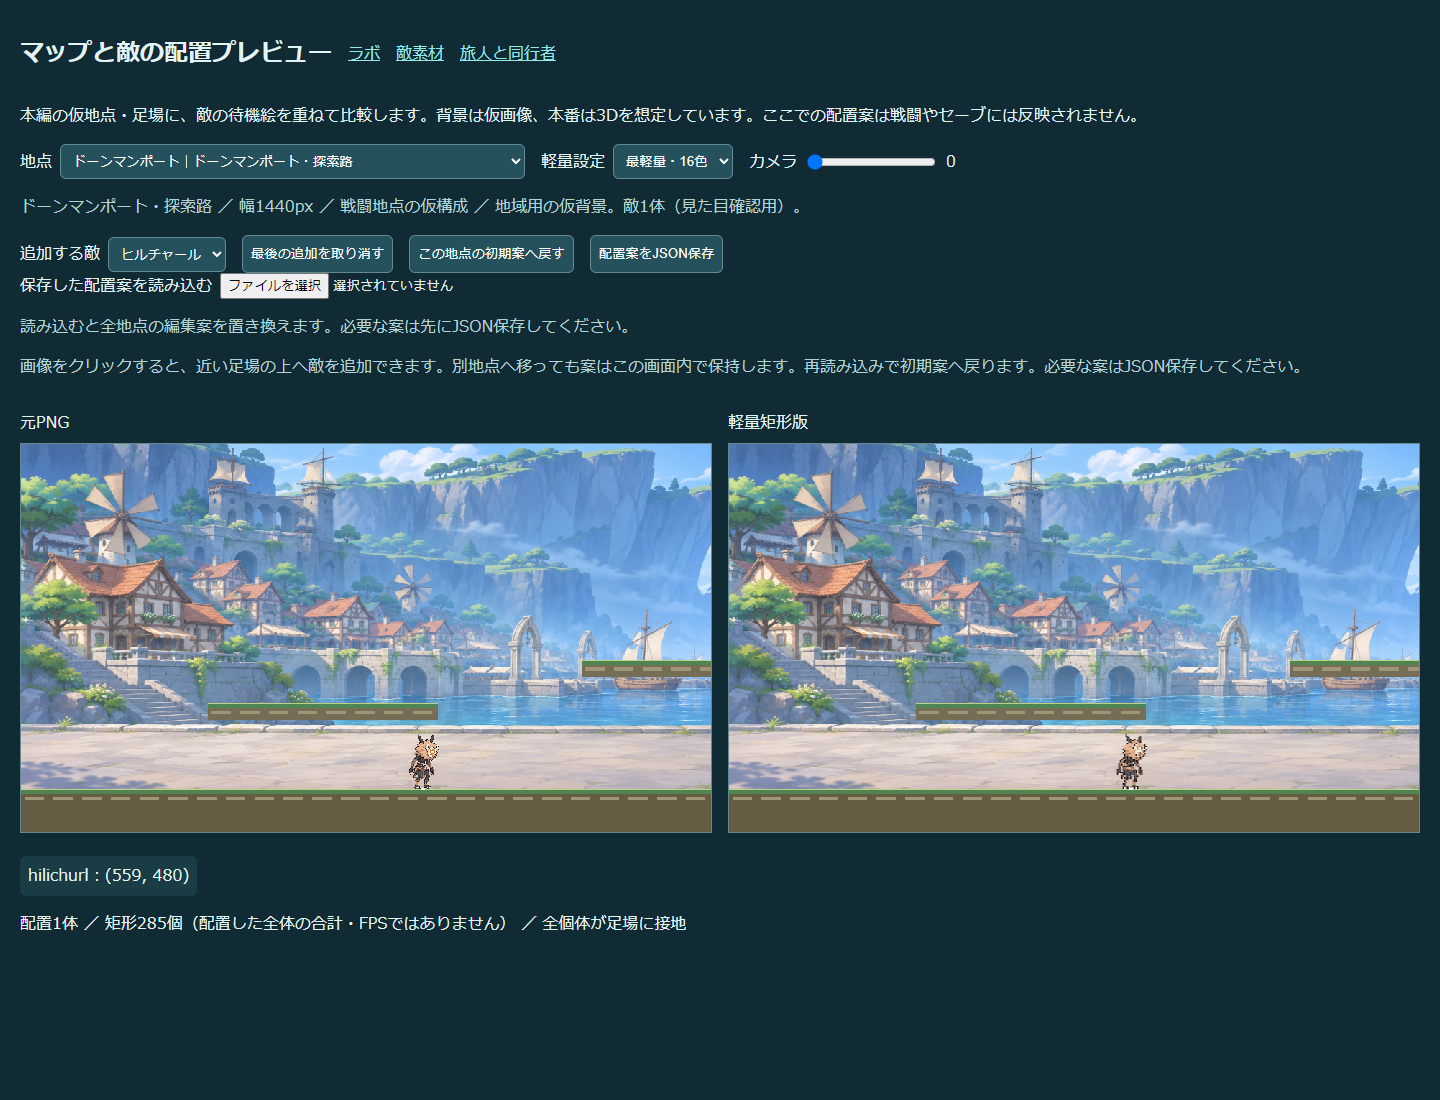 マップと敵の配置プレビュー ラボ 敵素材 旅人と同行者
本編の仮地点・足場に、敵の待機絵を重ねて比較します。背景は仮画像、本番は3Dを想定しています。ここでの配置案は戦闘やセーブには反映されません。
地点 ドーンマンポート｜ドーンマンポート・探索路 軽量設定 最軽量・16色 カメラ 0
ドーンマンポート・探索路 ／ 幅1440px ／ 戦闘地点の仮構成 ／ 地域用の仮背景。敵1体（見た目確認用）。
追加する敵 ヒルチャール 最後の追加を取り消す この地点の初期案へ戻す 配置案をJSON保存
保存した配置案を読み込む ファイルを選択 選択されていません
読み込むと全地点の編集案を置き換えます。必要な案は先にJSON保存してください。
画像をクリックすると、近い足場の上へ敵を追加できます。別地点へ移っても案はこの画面内で保持します。再読み込みで初期案へ戻ります。必要な案はJSON保存してください。
元PNG 軽量矩形版
hilichurl：(559, 480)
配置1体 ／ 矩形285個（配置した全体の合計・FPSではありません） ／ 全個体が足場に接地